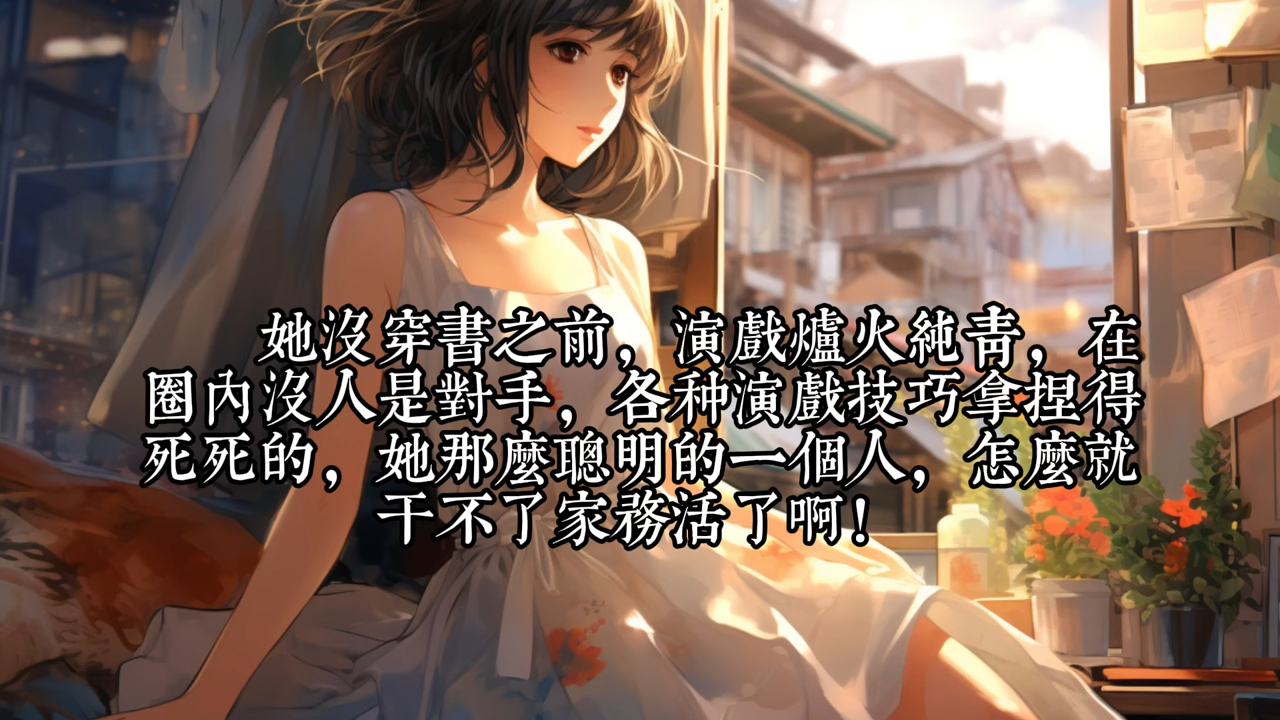 她沒穿書之前，演戲爐火純青，在
圈內沒人是對手，各种演戲技巧拿捏得
死死的，她那麼聰明的一個人，怎麼就
干不了家務活了啊！